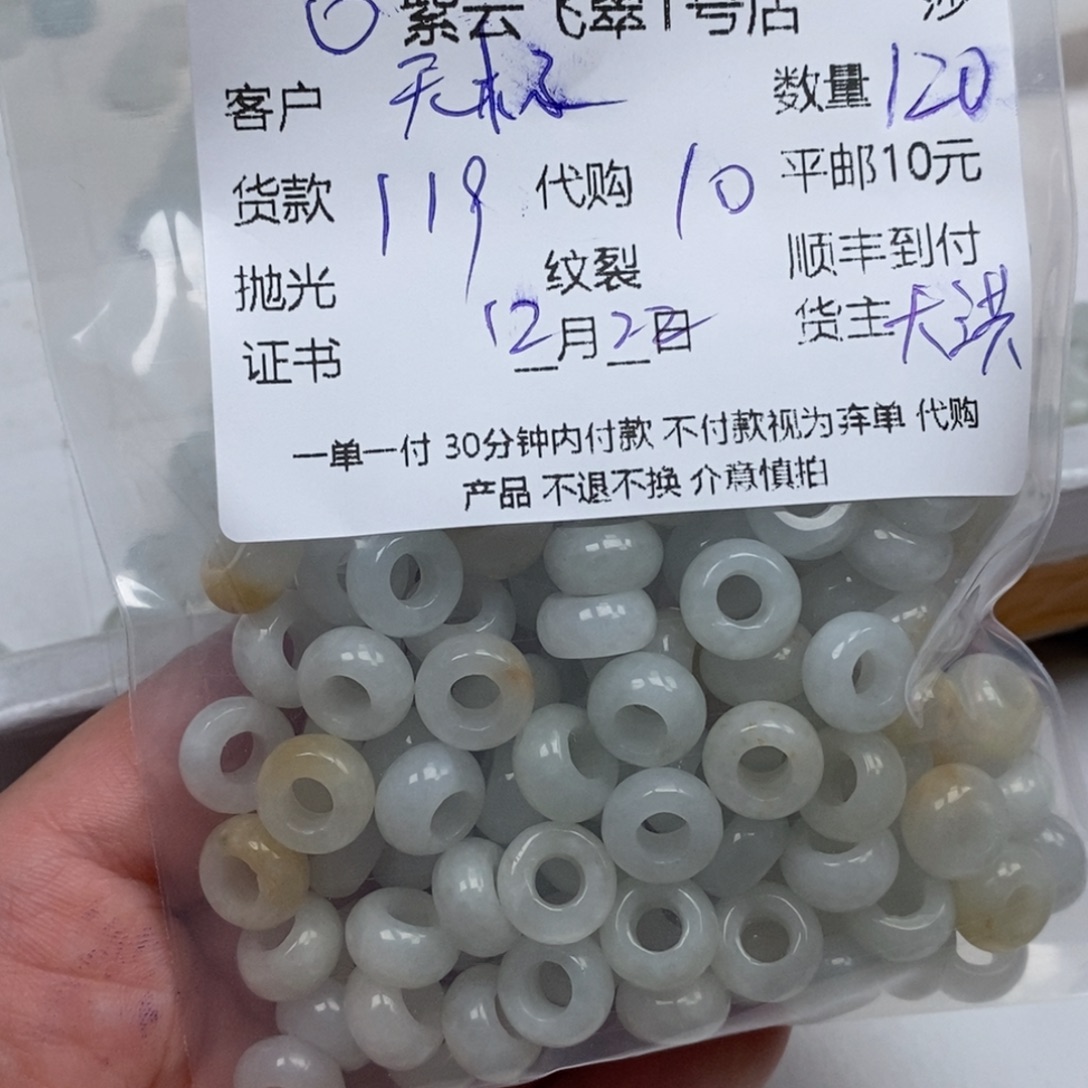 紫云飞翠1号店
客户 数量 120
货款 119 代购 10 平邮10元
抛光 纹裂 顺丰到付
证书 12月22日 货主 天洪
一单一付 30分钟内付款 不付款视为弃单 代购
产品 不退不换 介意慎拍